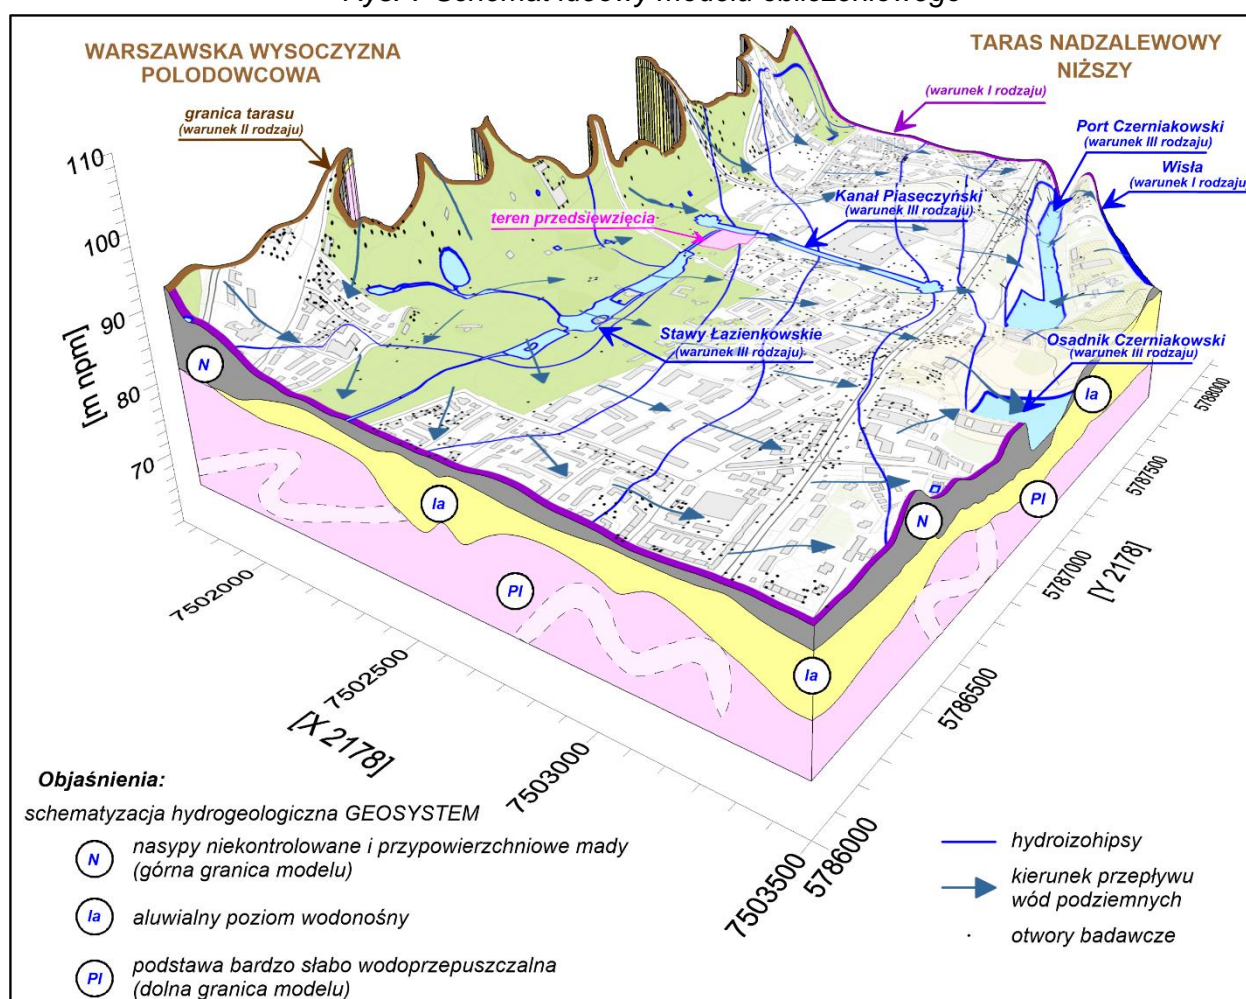 WARSZAWSKA WYSOCZYZNA
POLODOWCOWA
TARAS NADZALEWOWY
NIŻSZY
granica tarasu
(warunek II rodzaju)
(warunek I rodzaju)
Port Czerniakowski
(warunek III rodzaju)
Wisła
(warunek I rodzaju
Kanał Piaseczyński
(warunek III rodzaju)
teren przedsiewzięcia
Stawy Łazienkowskie
(warunek III rodzaju)
Osadnik Czerniakowski
(warunek III rodzaju)
110
100
90
80
70
[m npm]
N
Ia
Pl
N
Ia
Pl
Ia
7502000
7502500
7503000
7503500
[X 2178]
5786000
5786500
5787000
5787500
5788000
[Y 2178]
Objaśnienia:
schematyzacja hydrogeologiczna GEOSYSTEM
N nasypy niekontrolowane i przypowierzchniowe mady
(górna granica modelu)
Ia aluwialny poziom wodonośny
Pl podstawa bardzo słabo wodoprzepuszczalna
(dolna granica modelu)
hydroizohipsy
kierunek przepływu
wód podziemnych
otwory badawcze